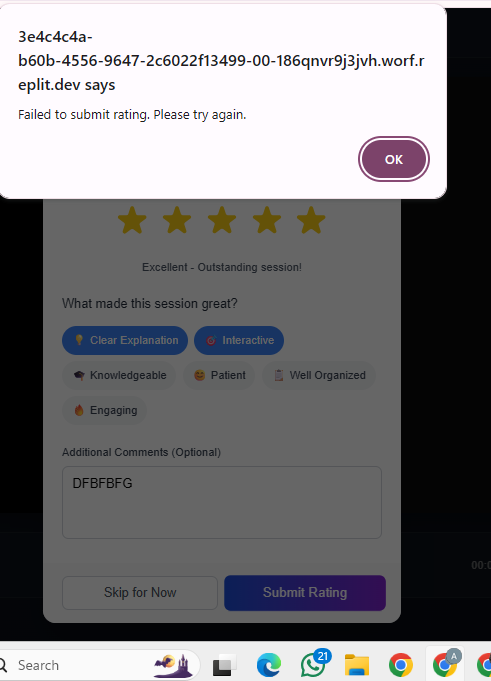 3e4c4c4a-
b60b-4556-9647-2c6022f13499-00-186qnvr9j3jvh.worf.r
eplit.dev says
Failed to submit rating. Please try again.
OK
Excellent - Outstanding session!
What made this session great?
Clear Explanation
Interactive
Knowledgeable
Patient
Well Organized
Engaging
Additional Comments (Optional)
DFBFBFG
00:0
Skip for Now
Submit Rating
Search
21
A